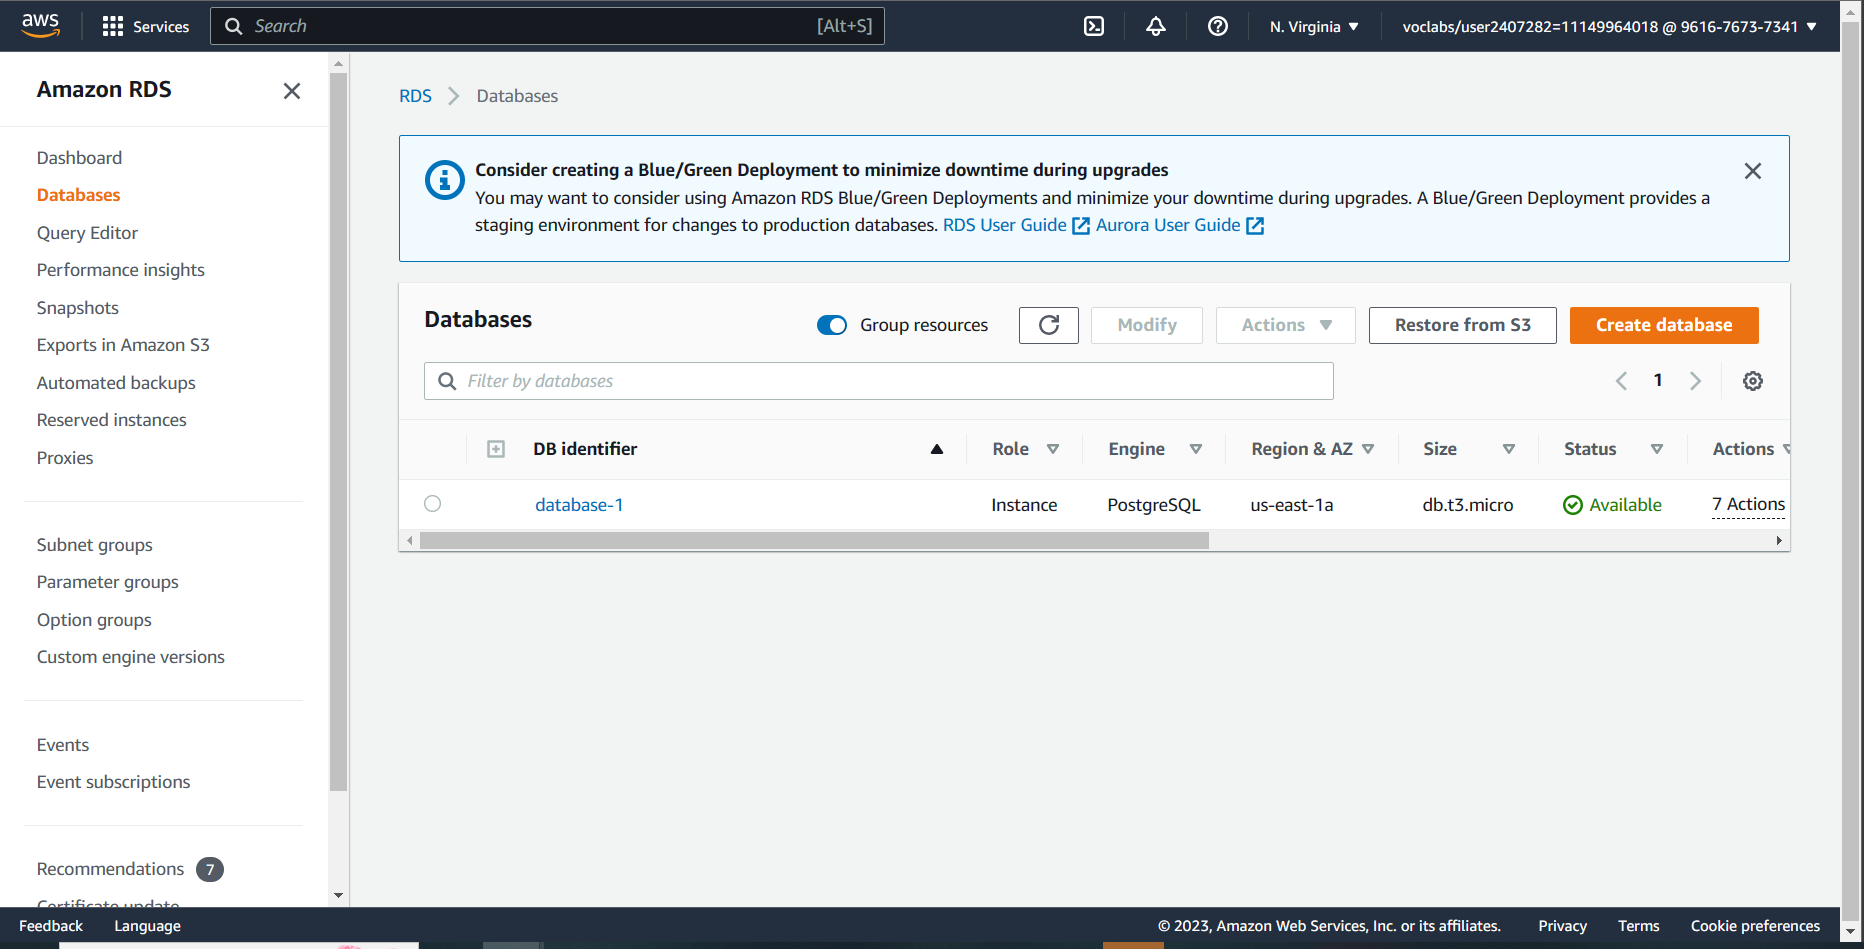 aws Services Search [Alt+S] N. Virginia voclabs/user2407282=11149964018 @ 9616-7673-7341
Amazon RDS
Dashboard
Databases
Query Editor
Performance insights
Snapshots
Exports in Amazon S3
Automated backups
Reserved instances
Proxies
Subnet groups
Parameter groups
Option groups
Custom engine versions
Events
Event subscriptions
Recommendations 7
Certificate update
RDS Databases
Consider creating a Blue/Green Deployment to minimize downtime during upgrades
You may want to consider using Amazon RDS Blue/Green Deployments and minimize your downtime during upgrades. A Blue/Green Deployment provides a
staging environment for changes to production databases. RDS User Guide Aurora User Guide
Databases Group resources Modify Actions Restore from S3 Create database
Filter by databases 1
DB identifier Role Engine Region & AZ Size Status Actions
database-1 Instance PostgreSQL us-east-1a db.t3.micro Available 7 Actions
Feedback Language © 2023, Amazon Web Services, Inc. or its affiliates. Privacy Terms Cookie preferences